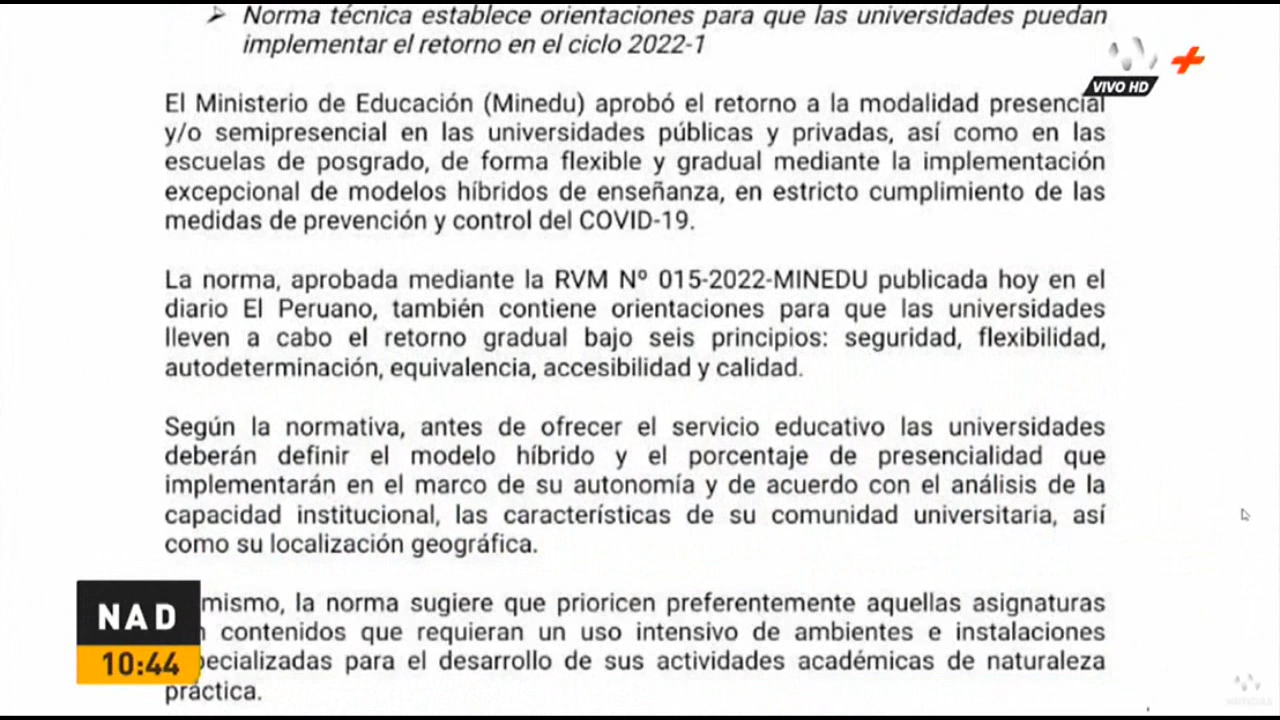 ➢ Norma técnica establece orientaciones para que las universidades puedan
implementar el retorno en el ciclo 2022-1
VIVO HD
El Ministerio de Educación (Minedu) aprobó el retorno a la modalidad presencial
y/o semipresencial en las universidades públicas y privadas, así como en las
escuelas de posgrado, de forma flexible y gradual mediante la implementación
excepcional de modelos híbridos de enseñanza, en estricto cumplimiento de las
medidas de prevención y control del COVID-19.
La norma, aprobada mediante la RVM Nº 015-2022-MINEDU publicada hoy en el
diario El Peruano, también contiene orientaciones para que las universidades
lleven a cabo el retorno gradual bajo seis principios: seguridad, flexibilidad,
autodeterminación, equivalencia, accesibilidad y calidad.
Según la normativa, antes de ofrecer el servicio educativo las universidades
deberán definir el modelo híbrido y el porcentaje de presencialidad que
implementarán en el marco de su autonomía y de acuerdo con el análisis de la
capacidad institucional, las características de su comunidad universitaria, así
como su localización geográfica.
mismo, la norma sugiere que prioricen preferentemente aquellas asignaturas
contenidos que requieran un uso intensivo de ambientes e instalaciones
pecializadas para el desarrollo de sus actividades académicas de naturaleza
práctica.
NAD
10:44